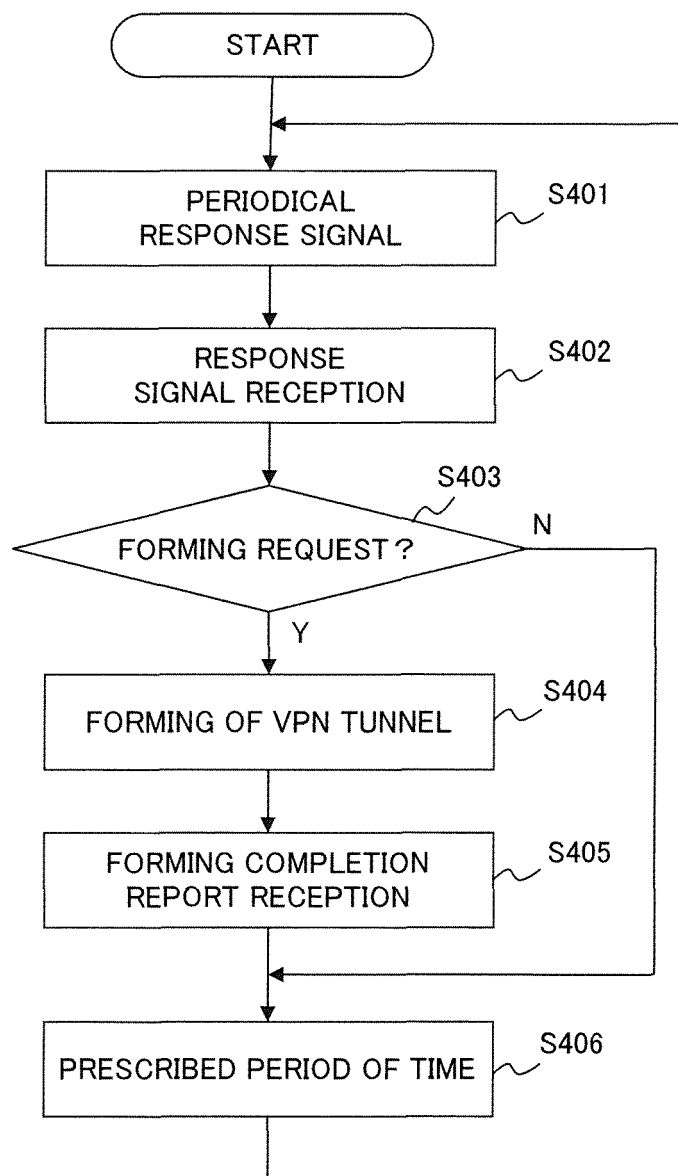 START
PERIODICAL
RESPONSE SIGNAL
S401
RESPONSE
SIGNAL RECEPTION
S402
S403
FORMING REQUEST?
N
Y
FORMING OF VPN TUNNEL
S404
FORMING COMPLETION
REPORT RECEPTION
S405
PRESCRIBED PERIOD OF TIME
S406